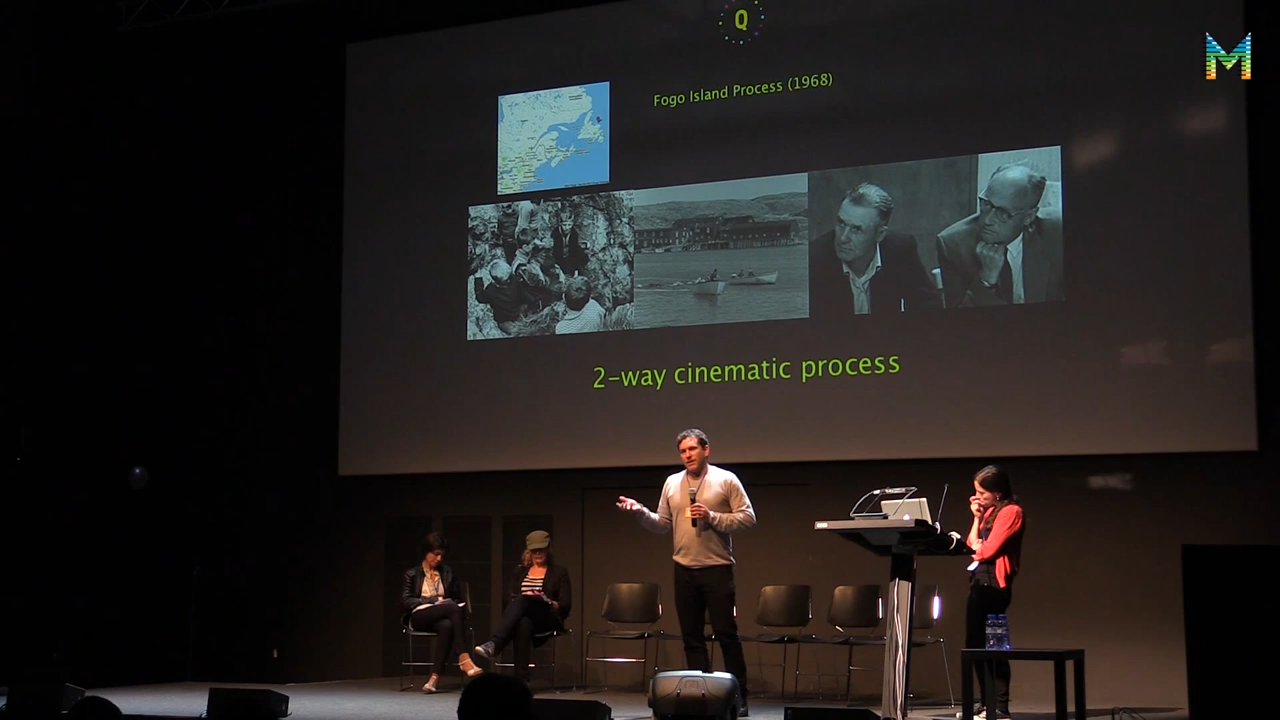 Q
M
Fogo Island Process (1968)
2-way cinematic process